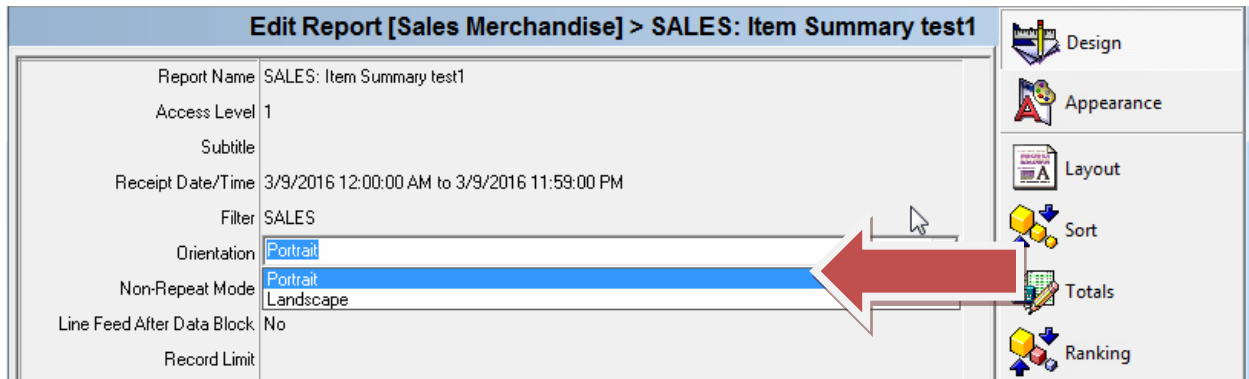 Edit Report [Sales Merchandise] > SALES: Item Summary test1
Report Name SALES: Item Summary test1
Access Level 1
Subtitle
Receipt Date/Time 3/9/2016 12:00:00 AM to 3/9/2016 11:59:00 PM
Filter SALES
Orientation Portrait
Portrait
Non-Repeat Mode
Landscape
Line Feed After Data Block No
Record Limit
Design
Appearance
Layout
Sort
Totals
Ranking